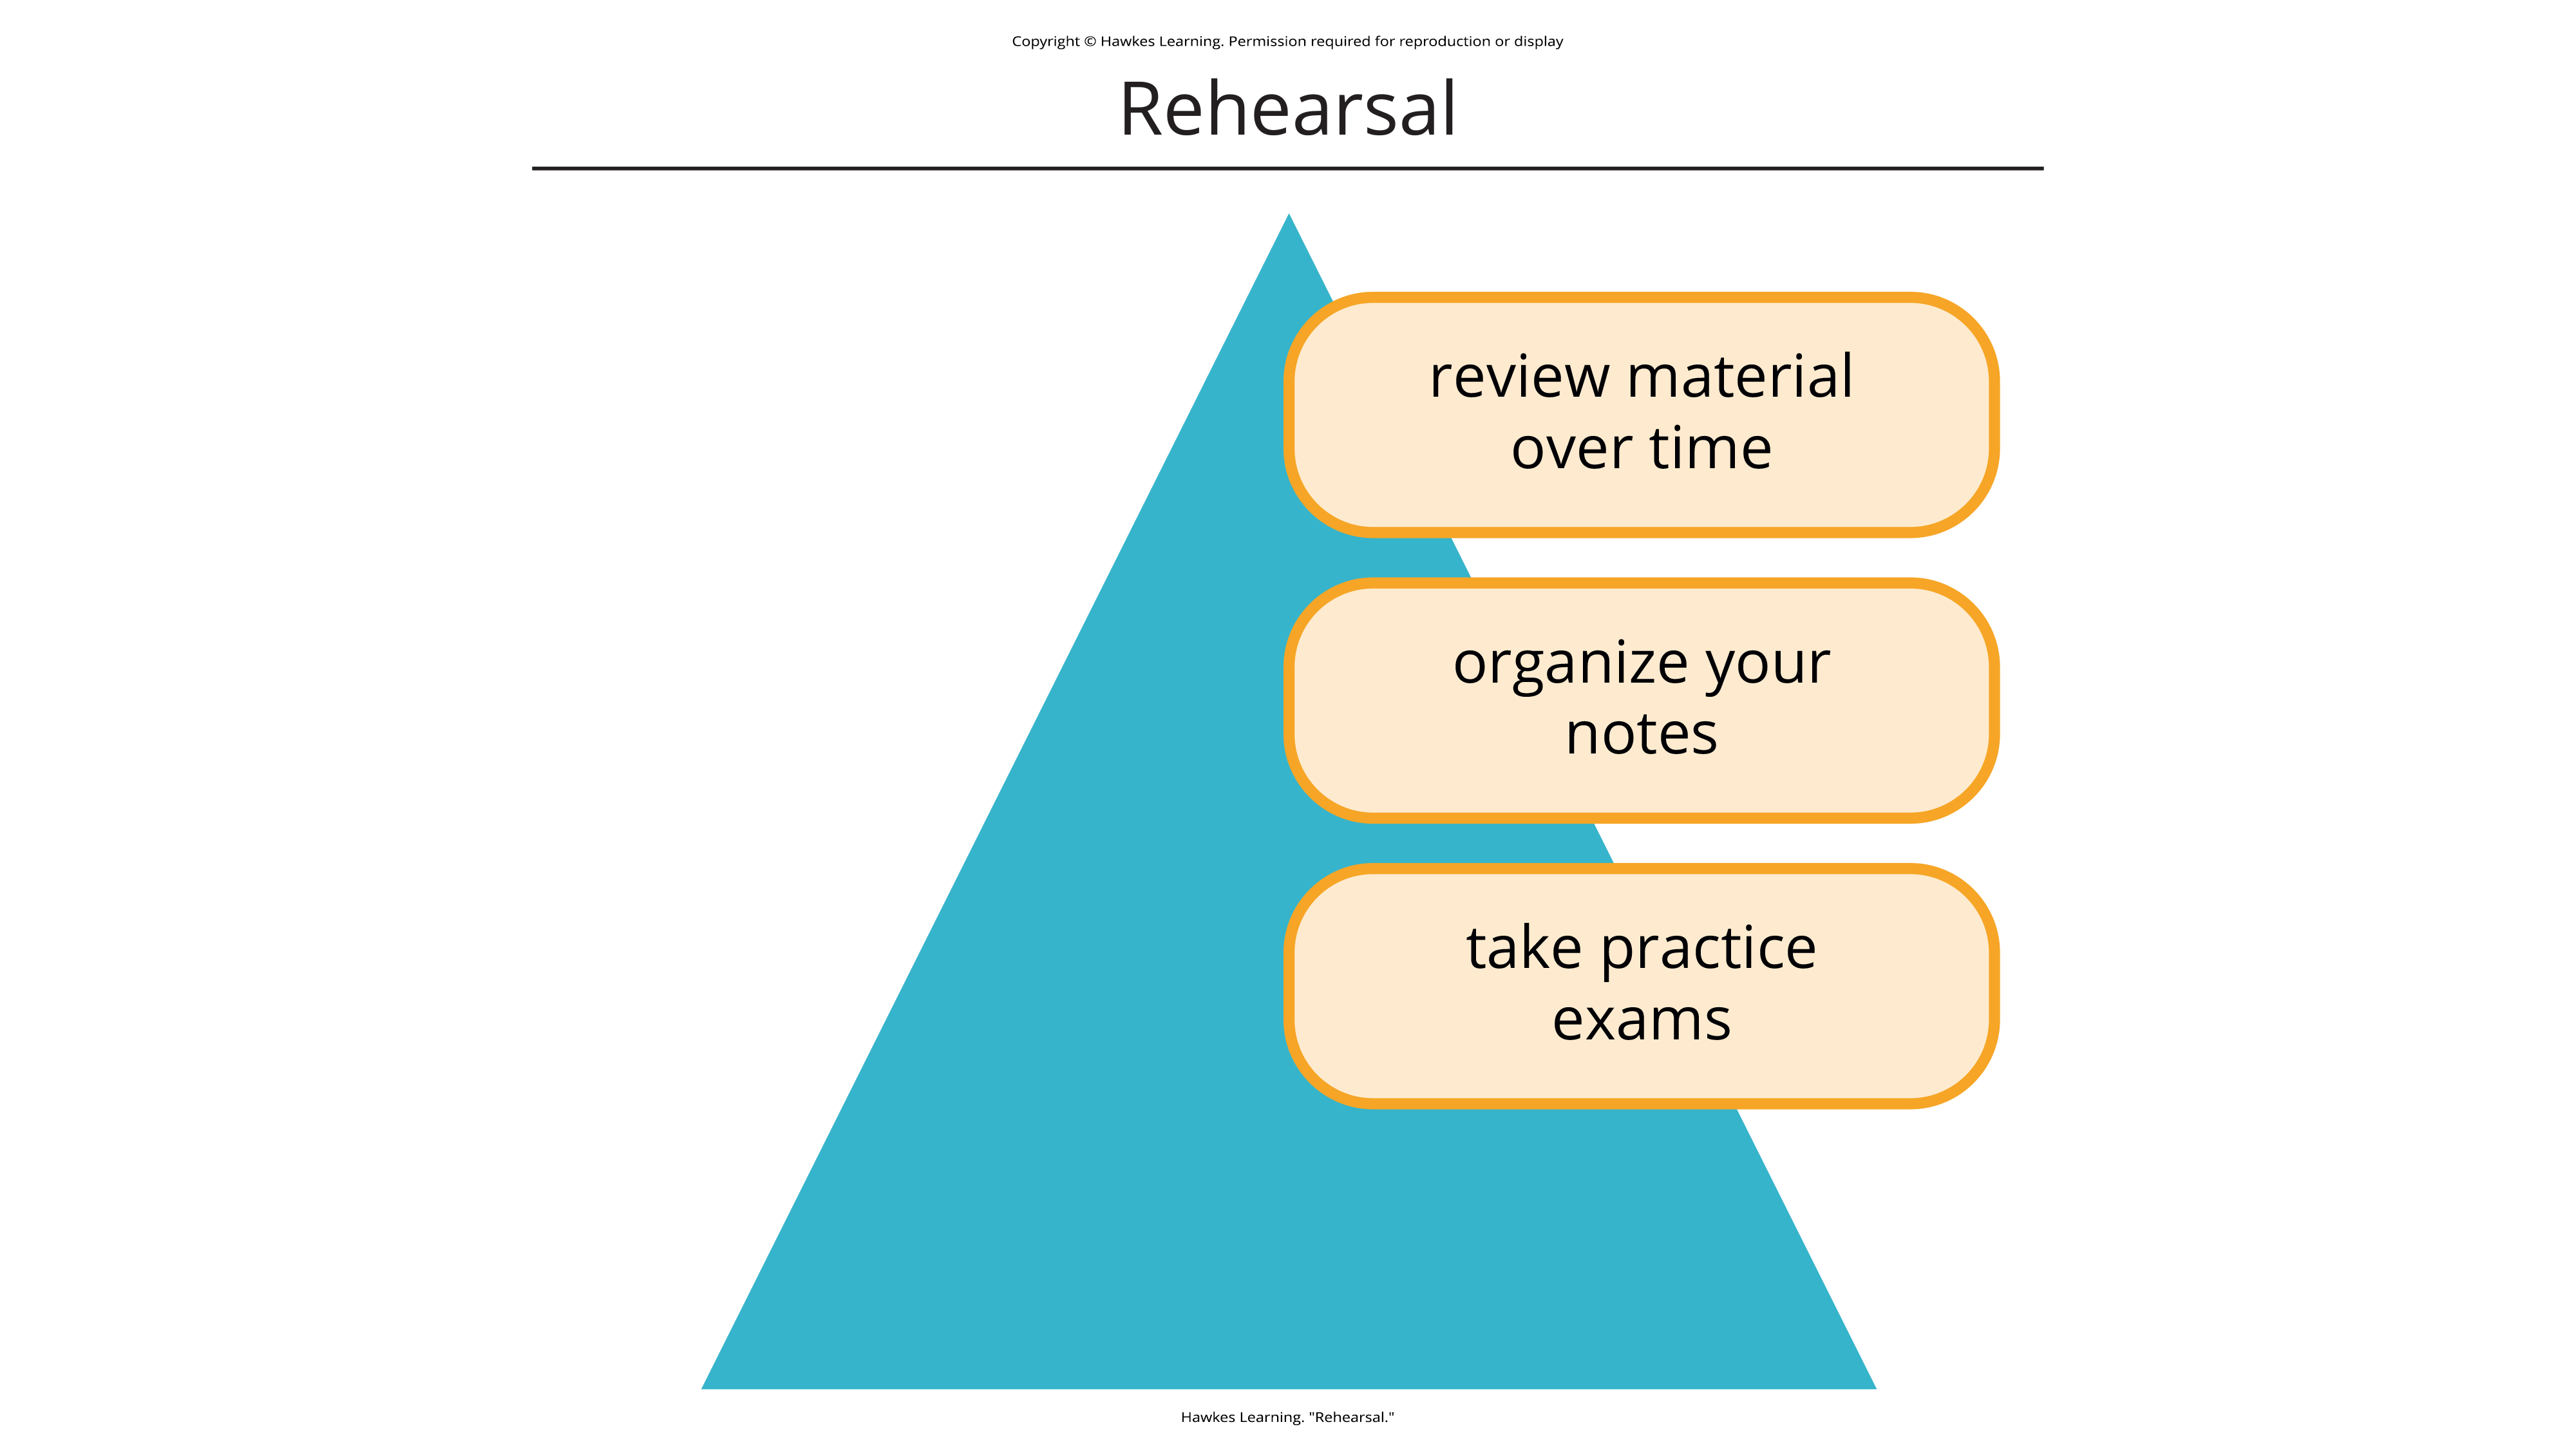 Copyright © Hawkes Learning. Permission required for reproduction or display
Rehearsal
review material
over time
organize your
notes
take practice
exams
Hawkes Learning. "Rehearsal."